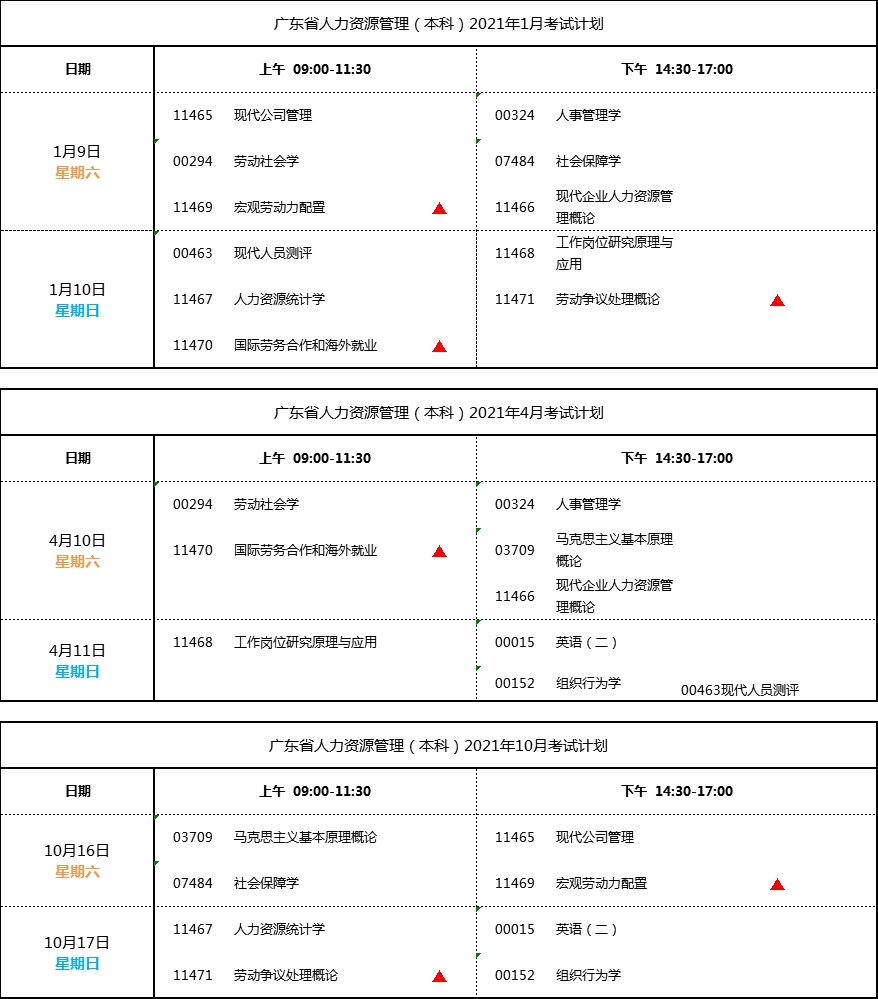 广东省人力资源管理（本科）2021年1月考试计划
日期 上午 09:00-11:30 下午 14:30-17:00
1月9日
星期六
11465 现代公司管理
00294 劳动社会学
11469 宏观劳动力配置 ▲
00324 人事管理学
07484 社会保障学
11466 现代企业人力资源管
理概论
1月10日
星期日
00463 现代人员测评
11467 人力资源统计学
11470 国际劳务合作和海外就业 ▲
11468 工作岗位研究原理与
应用
11471 劳动争议处理概论 ▲
广东省人力资源管理（本科）2021年4月考试计划
日期 上午 09:00-11:30 下午 14:30-17:00
4月10日
星期六
00294 劳动社会学
11470 国际劳务合作和海外就业 ▲
00324 人事管理学
03709 马克思主义基本原理
概论
11466 现代企业人力资源管
理概论
4月11日
星期日
11468 工作岗位研究原理与应用
00015 英语（二）
00152 组织行为学 00463现代人员测评
广东省人力资源管理（本科）2021年10月考试计划
日期 上午 09:00-11:30 下午 14:30-17:00
10月16日
星期六
03709 马克思主义基本原理概论
07484 社会保障学
11465 现代公司管理
11469 宏观劳动力配置 ▲
10月17日
星期日
11467 人力资源统计学
11471 劳动争议处理概论 ▲
00015 英语（二）
00152 组织行为学